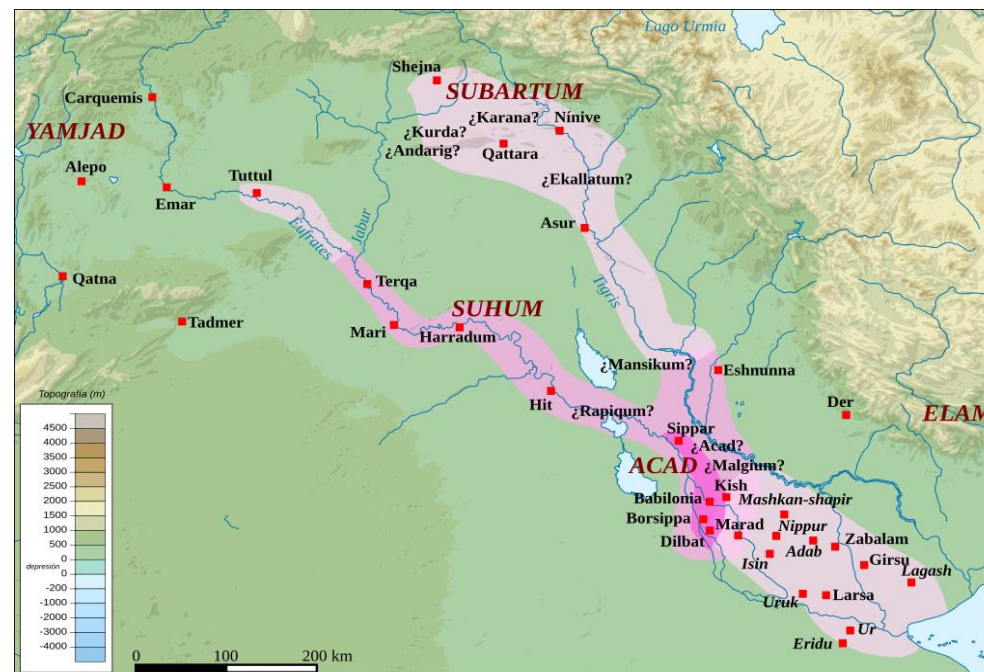 Lago Urmia
Shejna
SUBARTUM
Carquemís
¿Karana?
Nínive
YAMJAD
¿Kurda?
¿Andarig?
Qattara
Alepo
Tuttul
¿Ekallatum?
Emar
Asur
Eufrates
Jabur
Qatna
Terqa
Tigris
Tadmer
Mari
SUHUM
Harradum
¿Mansikum?
Eshnunna
Hit
¿Rapiqum?
Der
ELAM
Sippar
¿Acad?
ACAD
¿Malgium?
Kish
Babilonia
Mashkan-shapir
Borsippa
Marad
Nippur
Dilbat
Adab
Zabalam
Isin
Girsu
Lagash
Uruk
Larsa
Ur
Eridu
Topografía (m)
4500
4000
3500
3000
2500
2000
1500
1000
500
0
depresión
0
-200
-1000
-2000
-3000
-4000
0 100 200 km